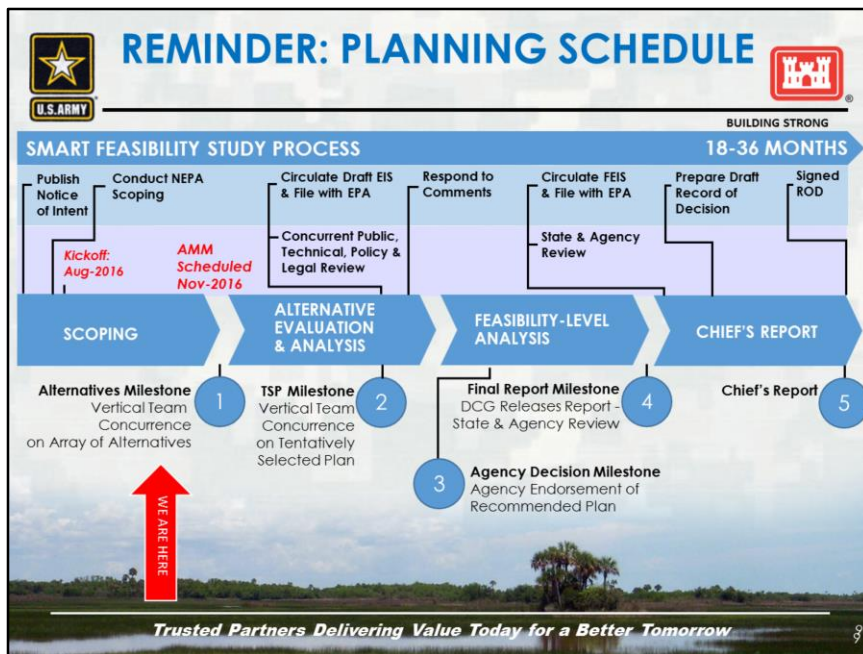 REMINDER: PLANNING SCHEDULE
U.S.ARMY
®
BUILDING STRONG
SMART FEASIBILITY STUDY PROCESS
18-36 MONTHS
Publish
Notice
of Intent
Conduct NEPA
Scoping
Circulate Draft EIS
& File with EPA
Concurrent Public,
Technical, Policy &
Legal Review
Respond to
Comments
Circulate FEIS
& File with EPA
State & Agency
Review
Prepare Draft
Record of
Decision
Signed
ROD
Kickoff:
Aug-2016
AMM
Scheduled
Nov-2016
SCOPING
ALTERNATIVE
EVALUATION
& ANALYSIS
FEASIBILITY-LEVEL
ANALYSIS
CHIEF'S REPORT
Alternatives Milestone
Vertical Team
Concurrence
on Array of Alternatives
1
TSP Milestone
Vertical Team
Concurrence
on Tentatively
Selected Plan
2
3
Agency Decision Milestone
Agency Endorsement of
Recommended Plan
Final Report Milestone
DCG Releases Report -
State & Agency Review
4
Chief's Report
5
WE ARE HERE
Trusted Partners Delivering Value Today for a Better Tomorrow